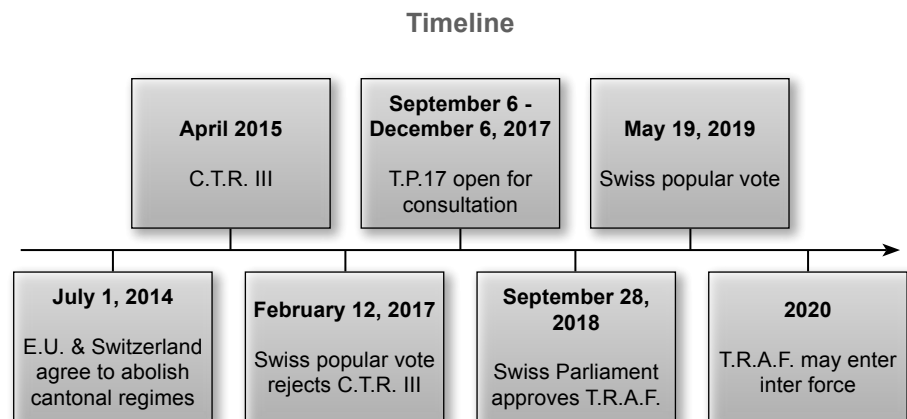 Timeline
April 2015
C.T.R. III
September 6 -
December 6, 2017
T.P.17 open for
consultation
May 19, 2019
Swiss popular vote
July 1, 2014
E.U. & Switzerland
agree to abolish
cantonal regimes
February 12, 2017
Swiss popular vote
rejects C.T.R. III
September 28,
2018
Swiss Parliament
approves T.R.A.F.
2020
T.R.A.F. may enter
inter force